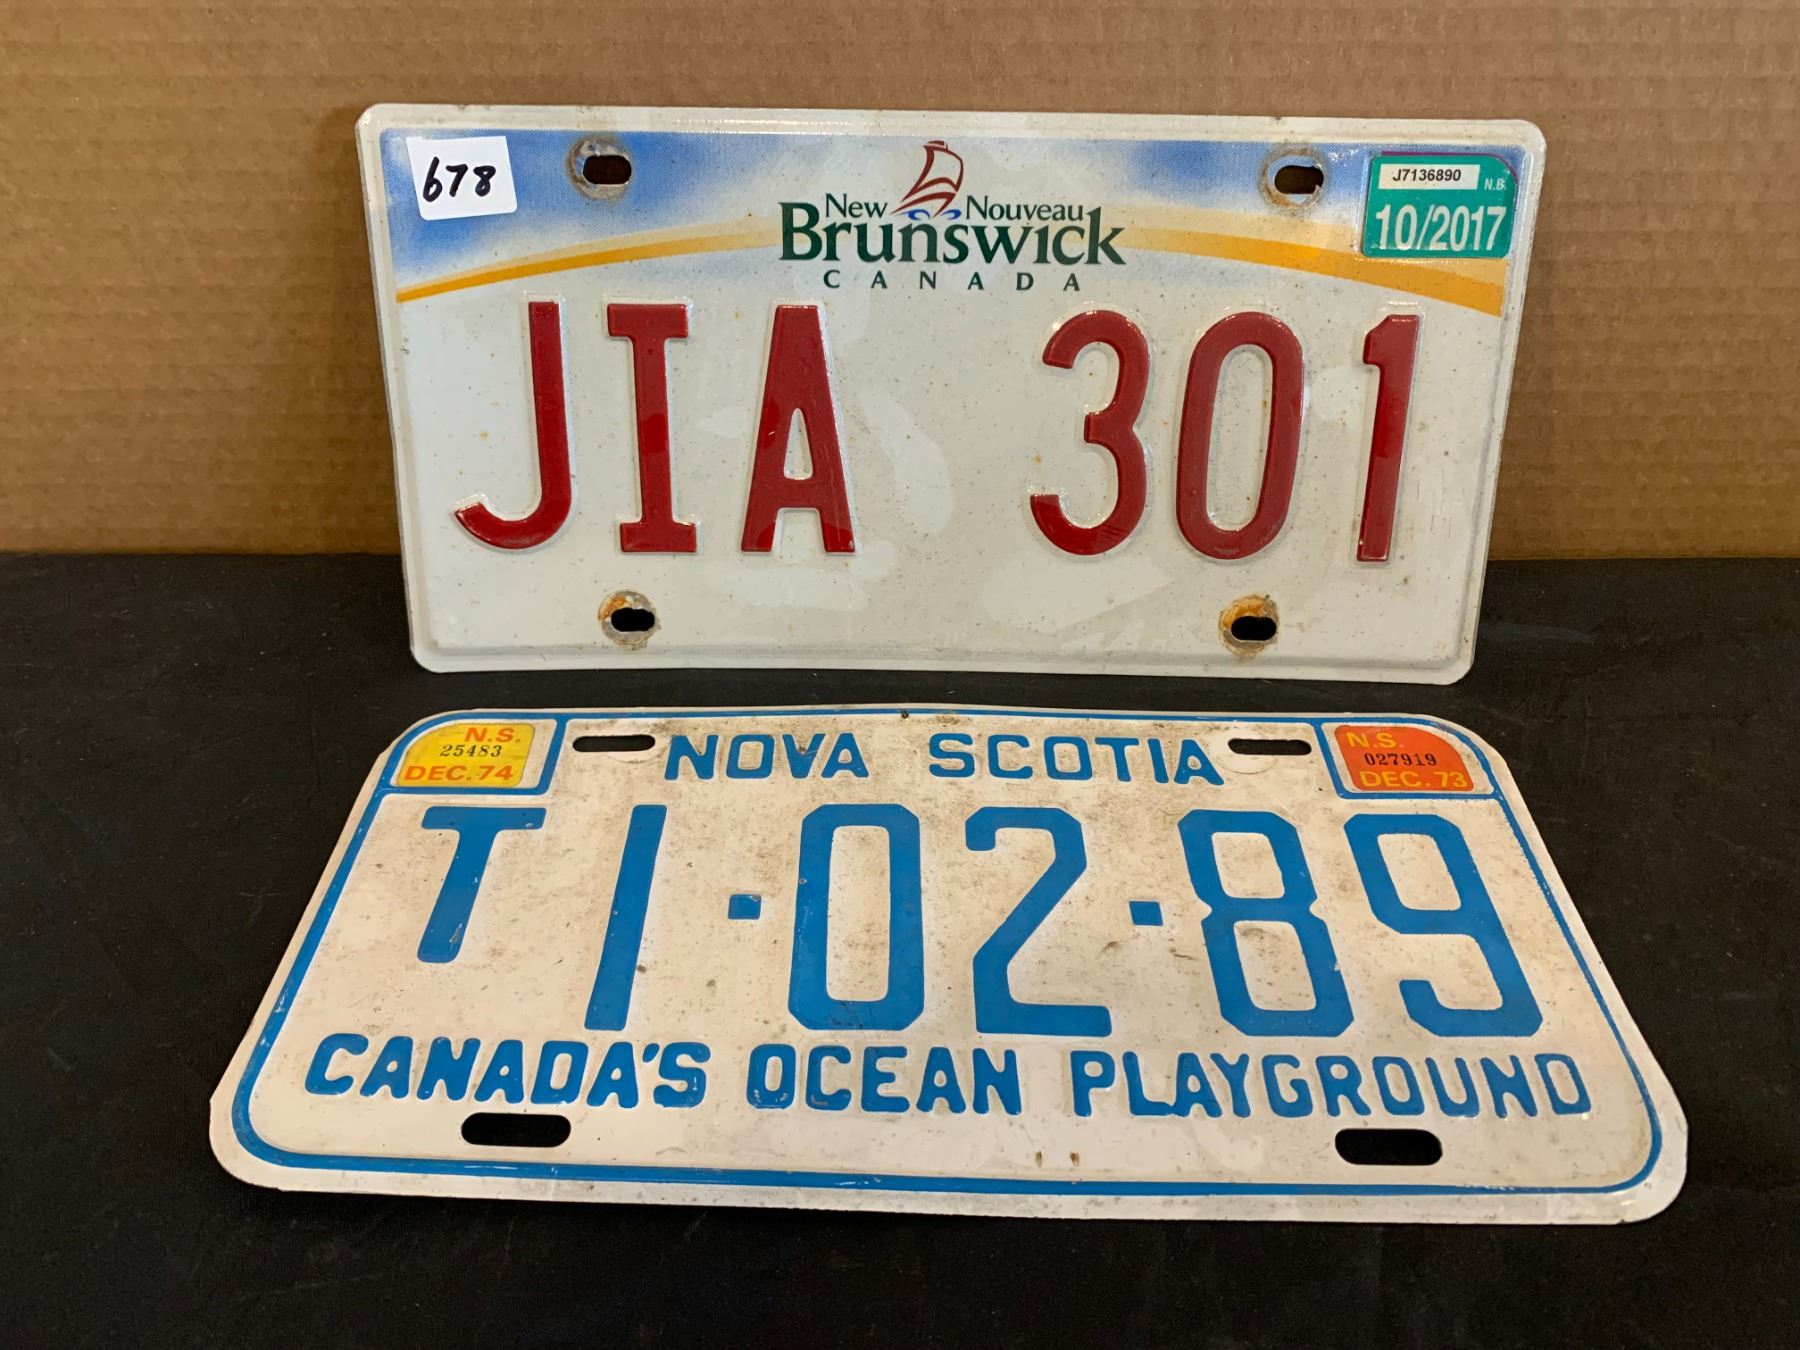 678
New Nouveau
Brunswick
CANADA
J7136890 N.B.
10/2017
JIA 301
N.S.
25483
DEC. 74
NOVA SCOTIA
N.S.
027919
DEC. 73
T1·02·89
CANADA'S OCEAN PLAYGROUND